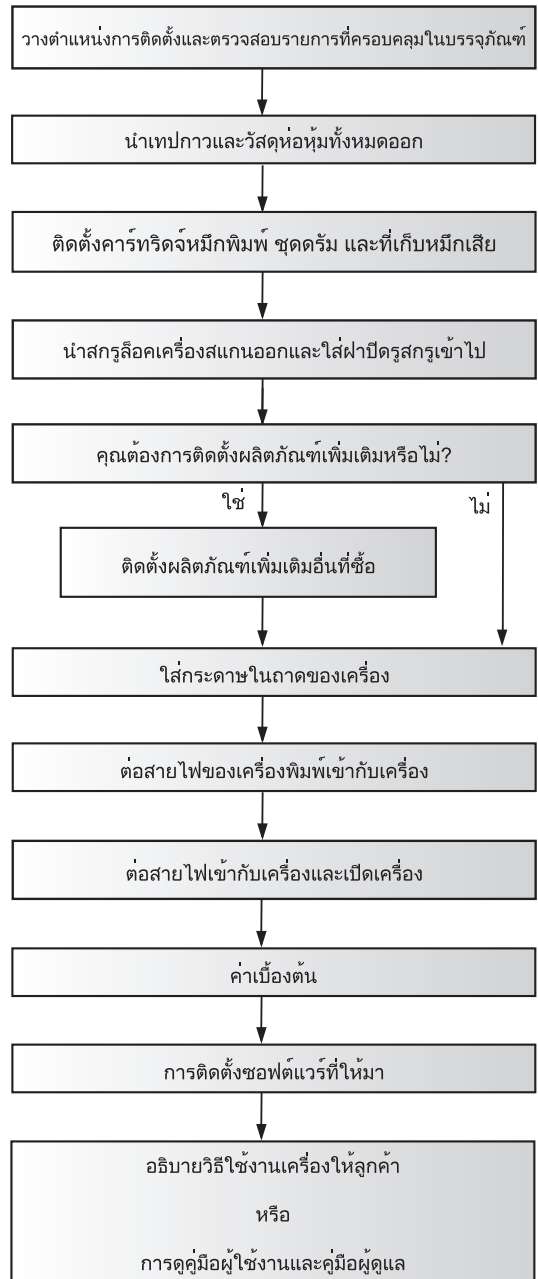 วางตำแหน่งการติดตั้งและตรวจสอบรายการที่ครอบคลุมในบรรจุภัณฑ์
นำเทปกาวและวัสดุห่อหุ้มทั้งหมดออก
ติดตั้งคาร์ทริดจ์หมึกพิมพ์ ชุดดรัม และที่เก็บหมึกเสีย
นำสกรูล็อคเครื่องสแกนออกและใส่ฝาปิดรูสกรูเข้าไป
คุณต้องการติดตั้งผลิตภัณฑ์เพิ่มเติมหรือไม่?
ใช่
ไม่
ติดตั้งผลิตภัณฑ์เพิ่มเติมอื่นที่ซื้อ
ใส่กระดาษในถาดของเครื่อง
ต่อสายไฟของเครื่องพิมพ์เข้ากับเครื่อง
ต่อสายไฟเข้ากับเครื่องและเปิดเครื่อง
ค่าเบื้องต้น
การติดตั้งซอฟต์แวร์ที่ให้มา
อธิบายวิธีใช้งานเครื่องให้ลูกค้า
หรือ
การดูคู่มือผู้ใช้งานและคู่มือผู้ดูแล